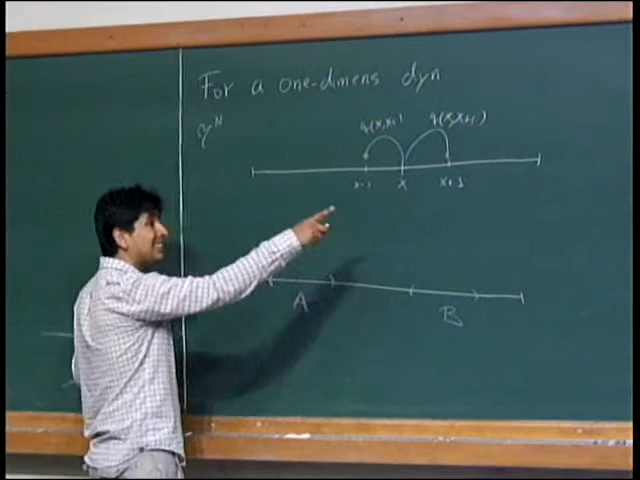 For a one-dimens dyn.
q(x,x-1 q(x,x+1)
x-1 x x+1
A B